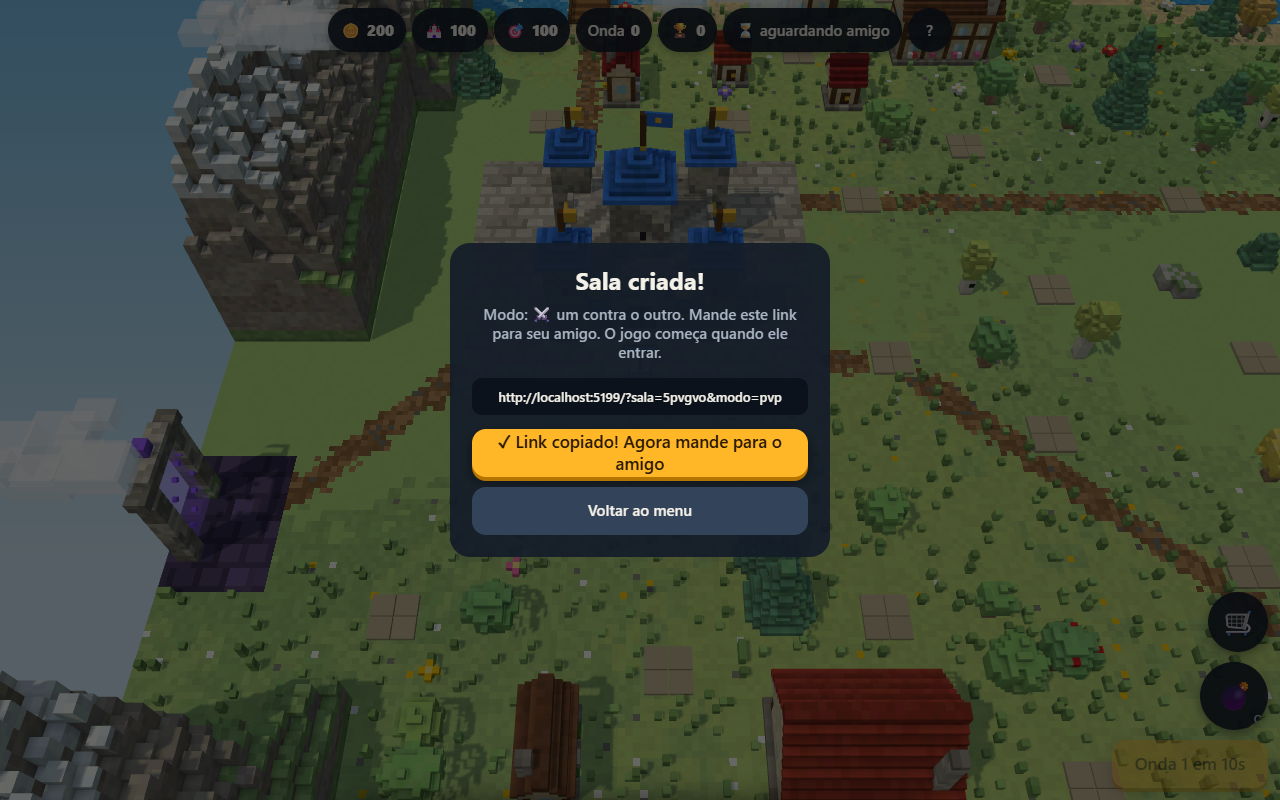 200
100
100
Onda 0
0
aguardando amigo
?
Sala criada!
Modo: ⚔ um contra o outro. Mande este link
para seu amigo. O jogo começa quando ele
entrar.
http://localhost:5199/?sala=5pvgvo&modo=pvp
✓ Link copiado! Agora mande para o
amigo
Voltar ao menu
Onda 1 em 10s